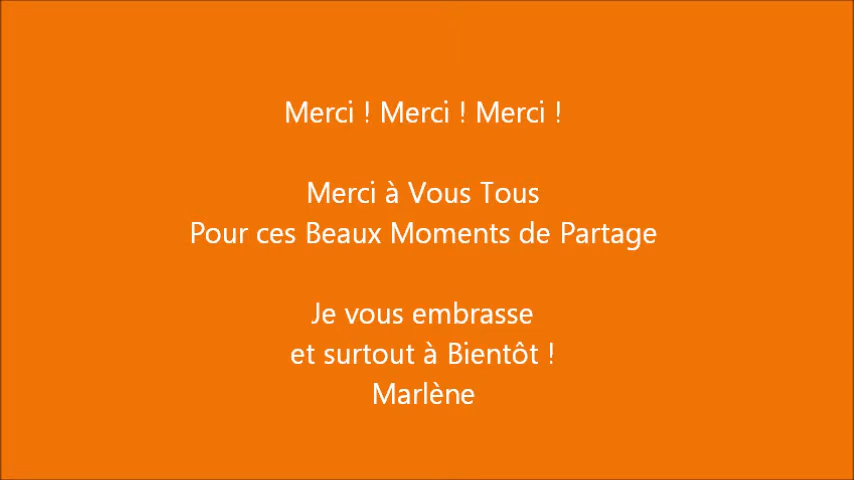 Merci ! Merci ! Merci !
Merci à Vous Tous
Pour ces Beaux Moments de Partage
Je vous embrasse
et surtout à Bientôt !
Marlène